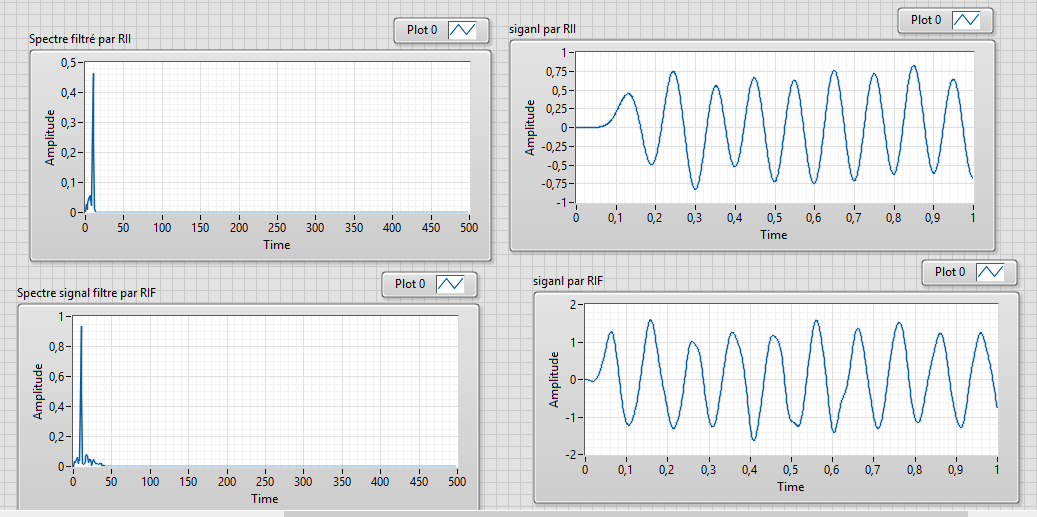 Spectre filtré par RII
Plot 0
0,5
0,4
0,3
0,2
0,1
0
Amplitude
0 50 100 150 200 250 300 350 400 450 500
Time
siganl par RII
Plot 0
1
0,75
0,5
0,25
0
-0,25
-0,5
-0,75
-1
Amplitude
0 0,1 0,2 0,3 0,4 0,5 0,6 0,7 0,8 0,9 1
Time
Spectre signal filtre par RIF
Plot 0
1
0,8
0,6
0,4
0,2
0
Amplitude
0 50 100 150 200 250 300 350 400 450 500
Time
siganl par RIF
Plot 0
2
1
0
-1
-2
Amplitude
0 0,1 0,2 0,3 0,4 0,5 0,6 0,7 0,8 0,9 1
Time